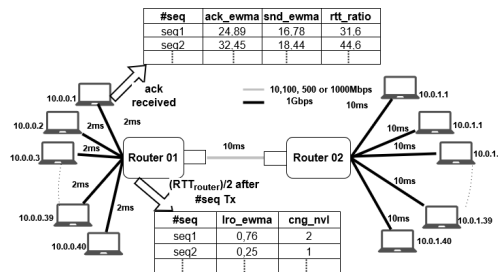 #seq ack_ewma snd_ewma rtt_ratio
seq1 24,89 16,78 31.6
seq2 32,45 18,44 44.6
ack
received
10,100, 500 or 1000Mbps
1Gbps
10.0.0.1
10.0.0.2
10.0.0.3
10.0.0.39
10.0.0.40
2ms
2ms
2ms
2ms
2ms
Router 01
10ms
Router 02
10ms
10ms
10ms
10ms
10ms
10.0.1.1
10.0.1.1
10.0.1.
10.0.1.39
10.0.1.40
(RTTrouter)/2 after
#seq Tx
#seq lro_ewma cng_nvl
seq1 0,76 2
seq2 0,25 1